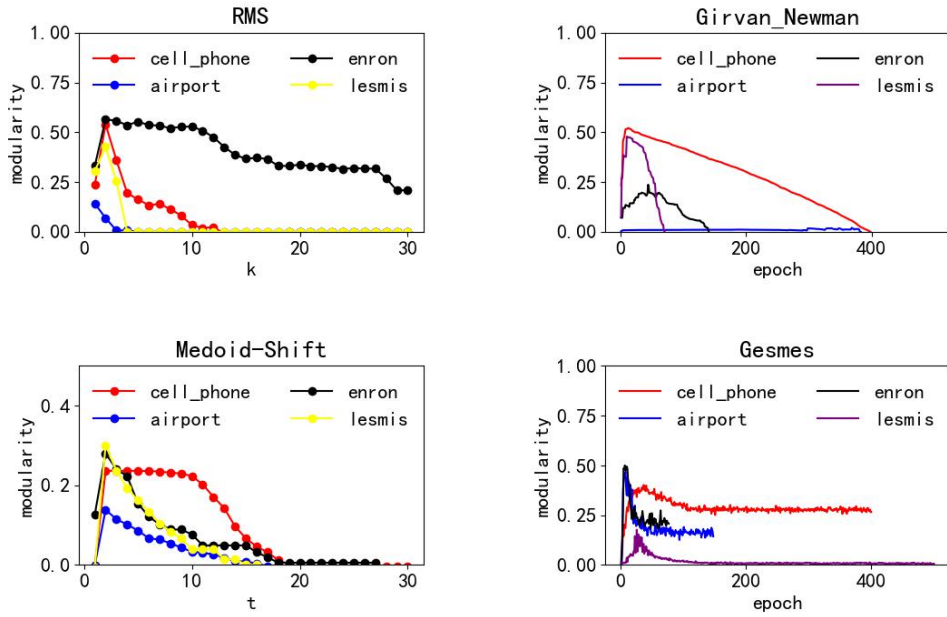 RMS
1.00
0.75
0.50
0.25
0.00
modularity
cell_phone
airport
enron
lesmis
0 10 20 30
k
Girvan_Newman
1.00
0.75
0.50
0.25
0.00
modularity
cell_phone
airport
enron
lesmis
0 200 400
epoch
Medoid-Shift
0.4
0.2
0.0
modularity
cell_phone
airport
enron
lesmis
0 10 20 30
t
Gesmes
1.00
0.75
0.50
0.25
0.00
modularity
cell_phone
airport
enron
lesmis
0 200 400
epoch